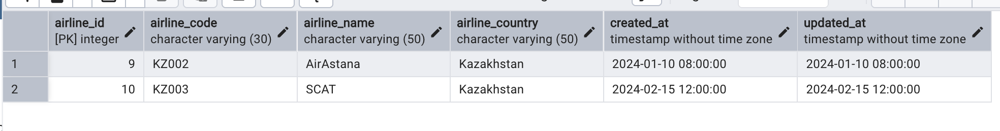 airline_id airline_code airline_name airline_country created_at updated_at
[PK] integer character varying (30) character varying (50) character varying (50) timestamp without time zone timestamp without time zone
1 9 KZ002 AirAstana Kazakhstan 2024-01-10 08:00:00 2024-01-10 08:00:00
2 10 KZ003 SCAT Kazakhstan 2024-02-15 12:00:00 2024-02-15 12:00:00